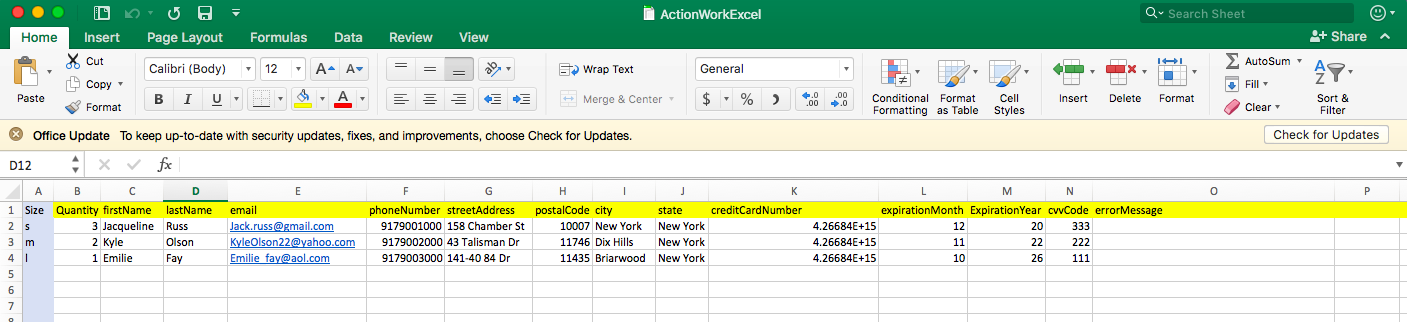 ActionWorkExcel
Search Sheet
Home Insert Page Layout Formulas Data Review View Share
Cut
Copy
Format
Paste
Calibri (Body) 12 A A
B I U A
Wrap Text
Merge & Center
General
$ % .0 .00 .00 .0
Conditional Formatting
Format as Table
Cell Styles
Insert
Delete
Format
AutoSum
Fill
Clear
A Z
Sort & Filter
Office Update To keep up-to-date with security updates, fixes, and improvements, choose Check for Updates. Check for Updates
D12 fx
A B C D E F G H I J K L M N O P
1 Size Quantity firstName lastName email phoneNumber streetAddress postalCode city state creditCardNumber expirationMonth ExpirationYear cvvCode errorMessage
2 s 3 Jacqueline Russ Jack.russ@gmail.com 9179001000 158 Chamber St 10007 New York New York 4.26684E+15 12 20 333
3 m 2 Kyle Olson KyleOlson22@yahoo.com 9179002000 43 Talisman Dr 11746 Dix Hills New York 4.26684E+15 11 22 222
4 l 1 Emilie Fay Emilie_fay@aol.com 9179003000 141-40 84 Dr 11435 Briarwood New York 4.26684E+15 10 26 111
5
6
7